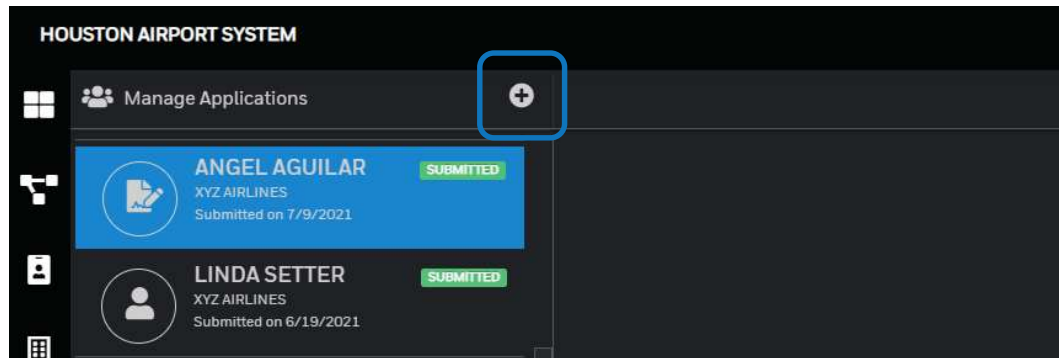 HOUSTON AIRPORT SYSTEM
Manage Applications
ANGEL AGUILAR SUBMITTED
XYZ AIRLINES
Submitted on 7/9/2021
LINDA SETTER SUBMITTED
XYZ AIRLINES
Submitted on 6/19/2021